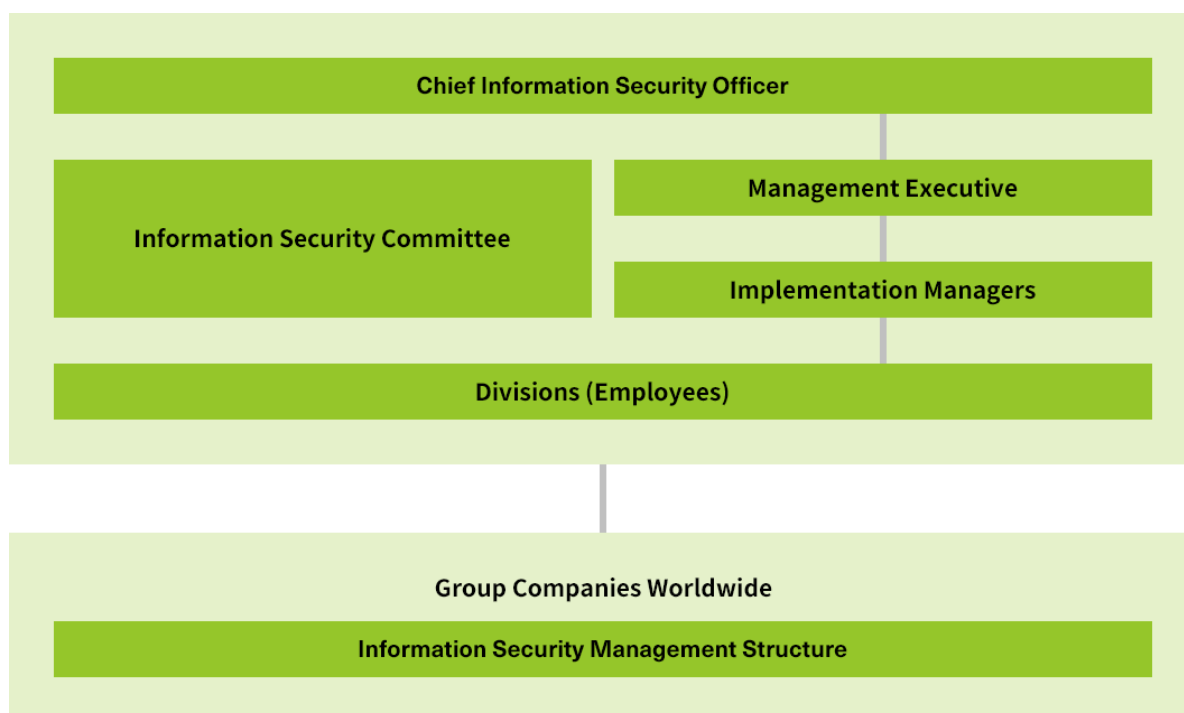 Chief Information Security Officer
Information Security Committee
Management Executive
Implementation Managers
Divisions (Employees)
Group Companies Worldwide
Information Security Management Structure